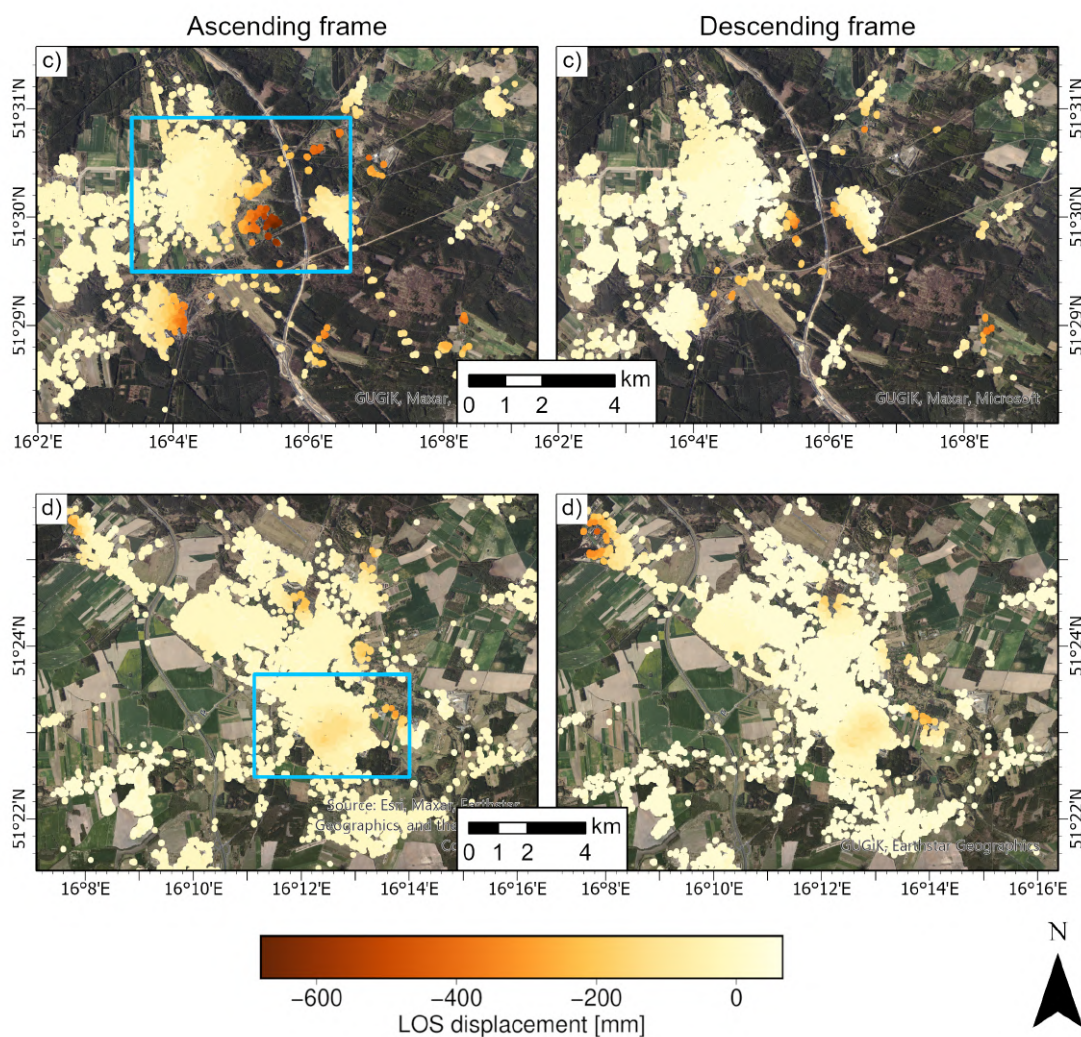 Ascending frame
Descending frame
c)
c)
51°31'N
51°30'N
51°29'N
51°31'N
51°30'N
51°29'N
GUGiK, Maxar,
GUGiK, Maxar, Microsoft
km
0 1 2 4
16°2'E 16°4'E 16°6'E 16°8'E
16°2'E 16°4'E 16°6'E 16°8'E
d)
d)
51°24'N
51°22'N
51°24'N
51°22'N
Source: Esri, Maxar, Earthstar
Geographics, and the
km
0 1 2 4
GUGiK, Earthstar Geographics
16°8'E 16°10'E 16°12'E 16°14'E 16°16'E
16°10'E 16°12'E 16°14'E 16°16'E
N
−600 −400 −200 0
LOS displacement [mm]